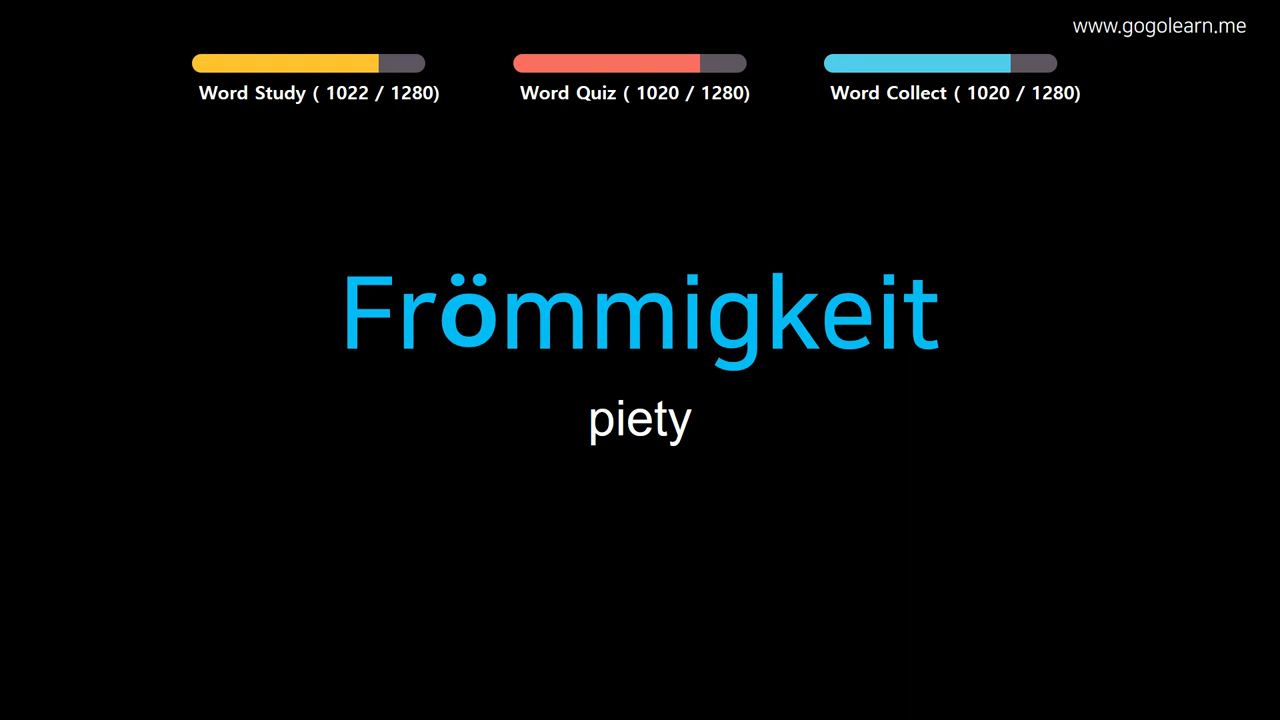 www.gogolearn.me
Word Study ( 1022 / 1280)
Word Quiz ( 1020 / 1280)
Word Collect ( 1020 / 1280)
Frömmigkeit
piety